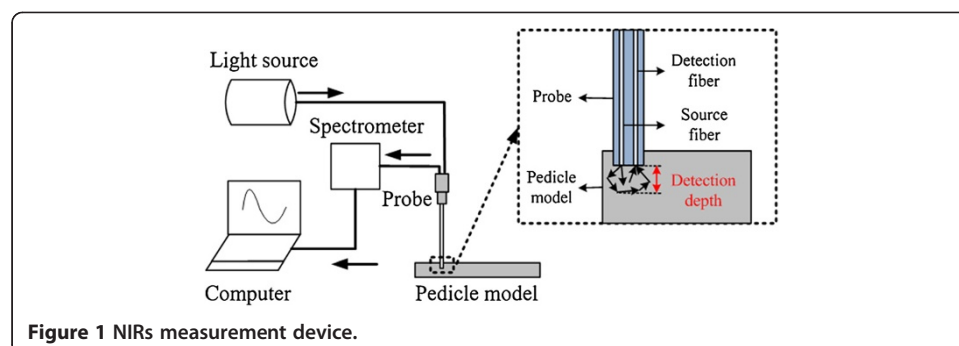 Light source
Spectrometer
Probe
Computer
Pedicle model
Detection
fiber
Probe
Source
fiber
Pedicle
model
Detection
depth
Figure 1 NIRs measurement device.